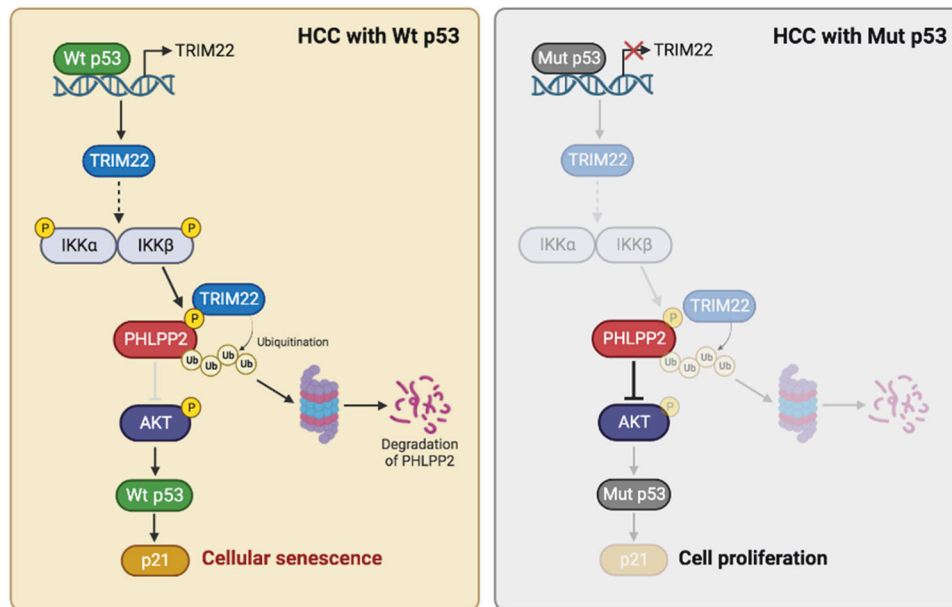 HCC with Wt p53
Wt p53
TRIM22
TRIM22
P
P
IKKα
IKKβ
TRIM22
P
PHLPP2
Ubiquitination
Ub
Ub
Ub
Ub
P
AKT
Degradation
of PHLPP2
Wt p53
p21
Cellular senescence
HCC with Mut p53
Mut p53
TRIM22
TRIM22
IKKα
IKKβ
TRIM22
P
PHLPP2
Ub
Ub
Ub
Ub
P
AKT
Mut p53
p21
Cell proliferation